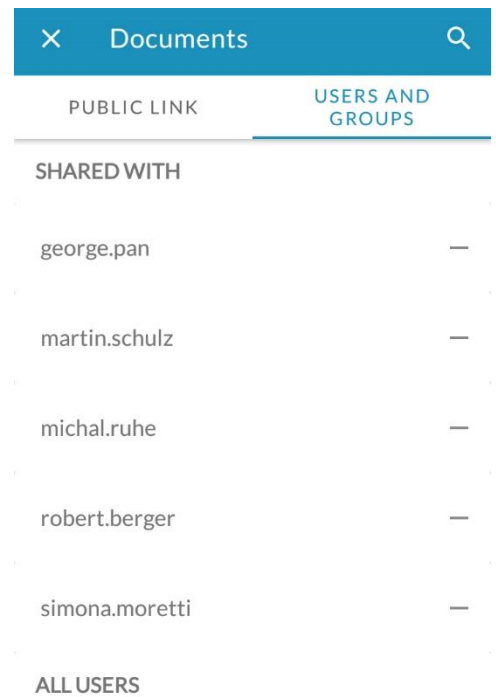 Documents
PUBLIC LINK
USERS AND
GROUPS
SHARED WITH
george.pan
martin.schulz
michal.ruhe
robert.berger
simona.moretti
ALL USERS